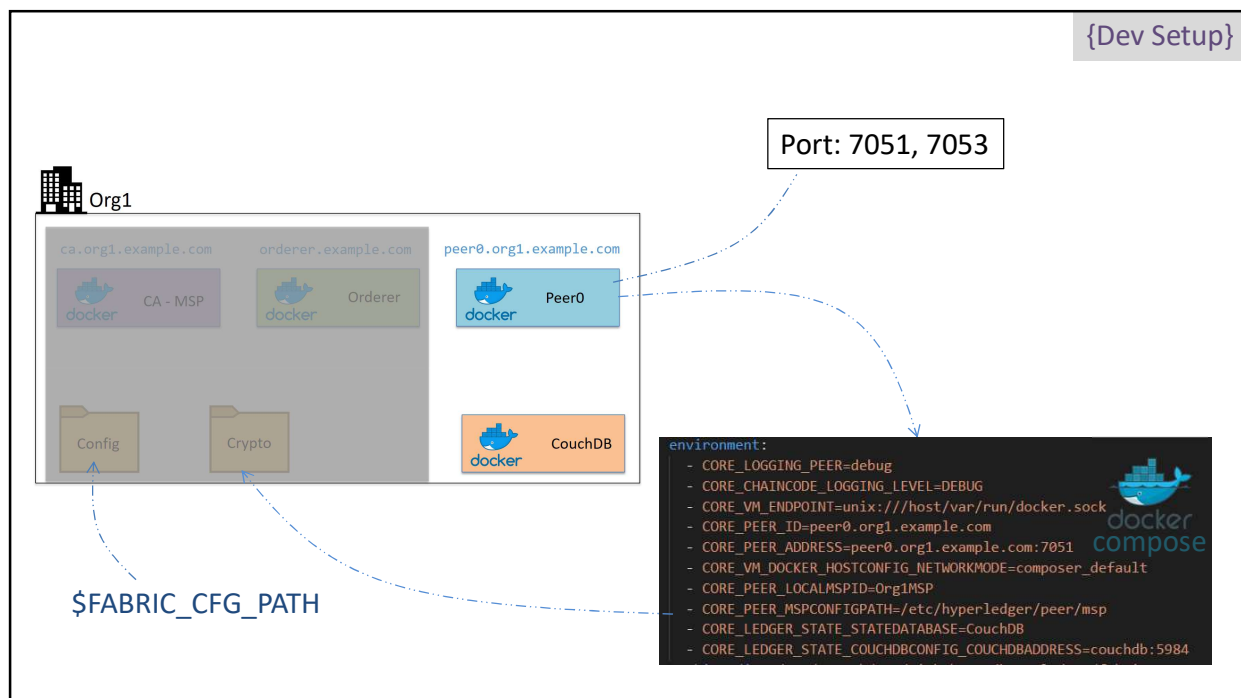 {Dev Setup}
Port: 7051, 7053
Org1
ca.org1.example.com
orderer.example.com
peer0.org1.example.com
docker
CA - MSP
docker
Orderer
docker
Peer0
Config
Crypto
docker
CouchDB
$FABRIC_CFG_PATH
environment:
- CORE_LOGGING_PEER=debug
- CORE_CHAINCODE_LOGGING_LEVEL=DEBUG
- CORE_VM_ENDPOINT=unix:///host/var/run/docker.sock
- CORE_PEER_ID=peer0.org1.example.com
- CORE_PEER_ADDRESS=peer0.org1.example.com:7051
- CORE_VM_DOCKER_HOSTCONFIG_NETWORKMODE=composer_default
- CORE_PEER_LOCALMSPID=Org1MSP
- CORE_PEER_MSPCONFIGPATH=/etc/hyperledger/peer/msp
- CORE_LEDGER_STATE_STATEDATABASE=CouchDB
- CORE_LEDGER_STATE_COUCHDBCONFIG_COUCHDBADDRESS=couchdb:5984
docker
compose